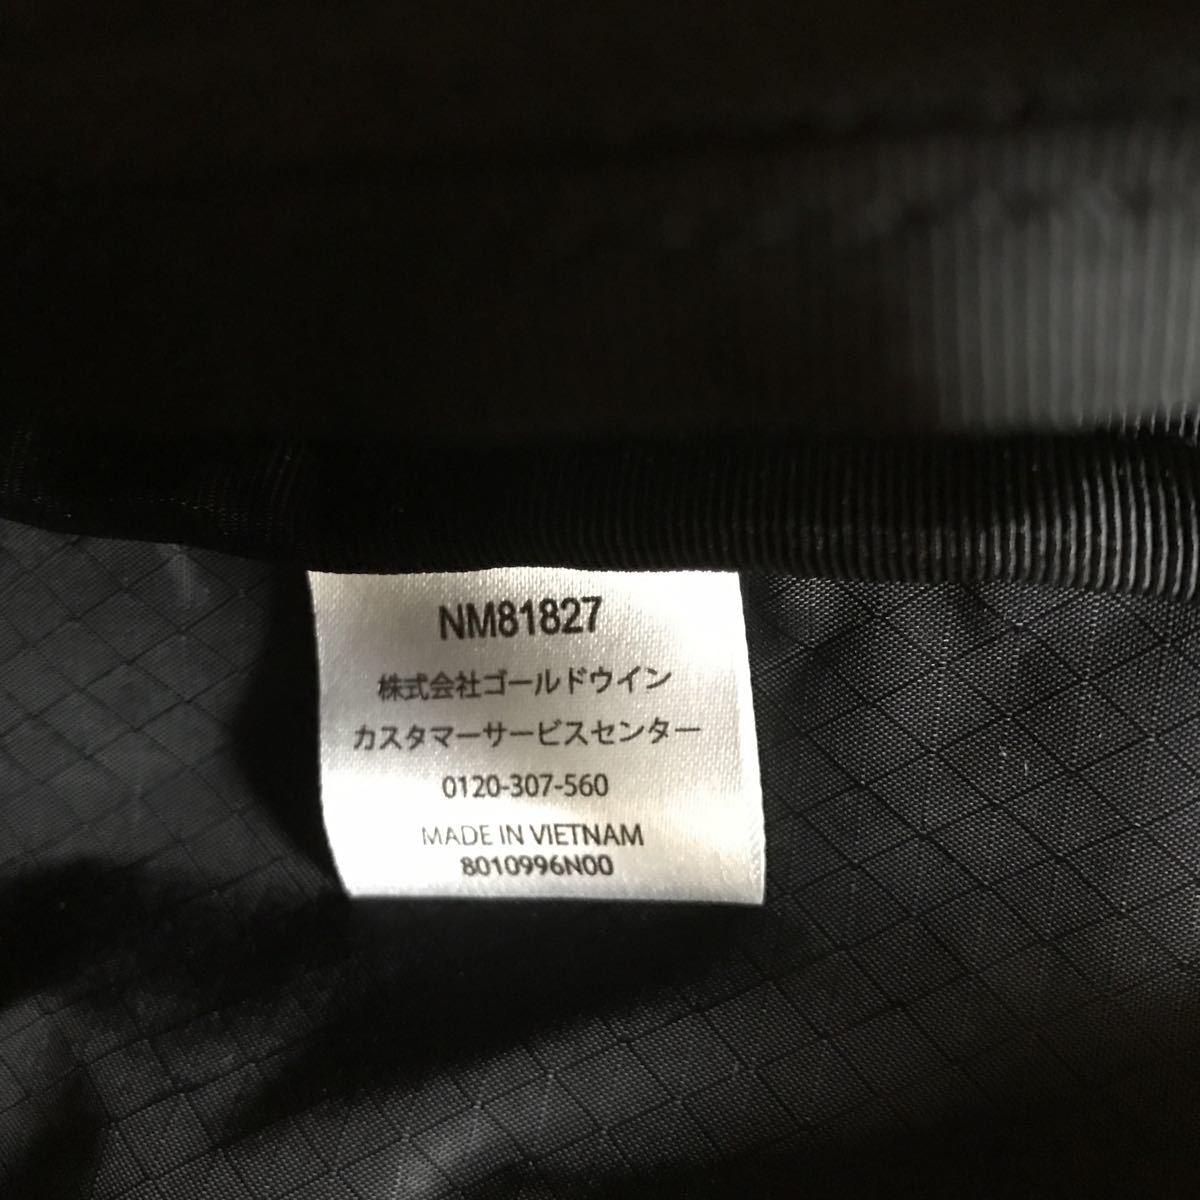 NM81827
株式会社ゴールドウイン
カスタマーサービスセンター
0120-307-560
MADE IN VIETNAM
8010996N00